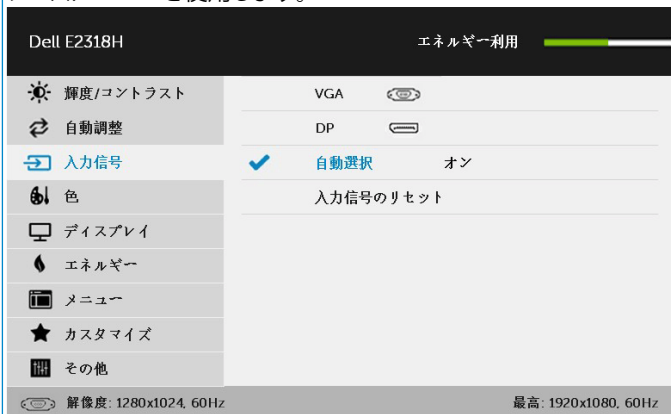 Dell E2318H エネルギー利用
輝度/コントラスト VGA
自動調整 DP
入力信号 自動選択 オン
色 入力信号のリセット
ディスプレイ
エネルギー
メニュー
カスタマイズ
その他
解像度: 1280x1024, 60Hz 最高: 1920x1080, 60Hz